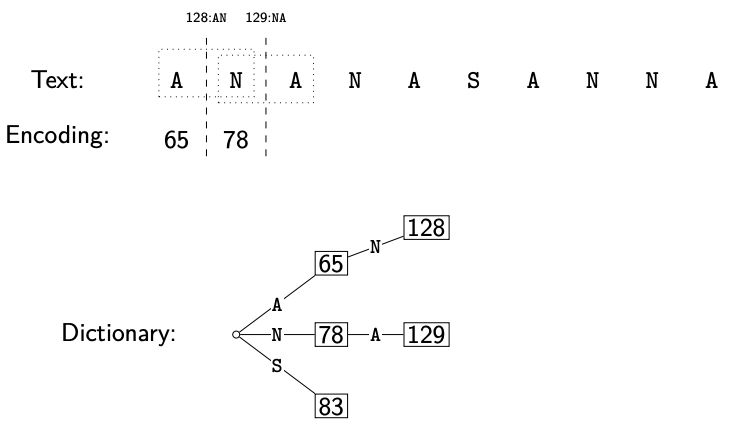 128:AN 129:NA
Text: A N A N A S A N N A
Encoding: 65 78
128
N
65
A
Dictionary: N 78 A 129
S
83